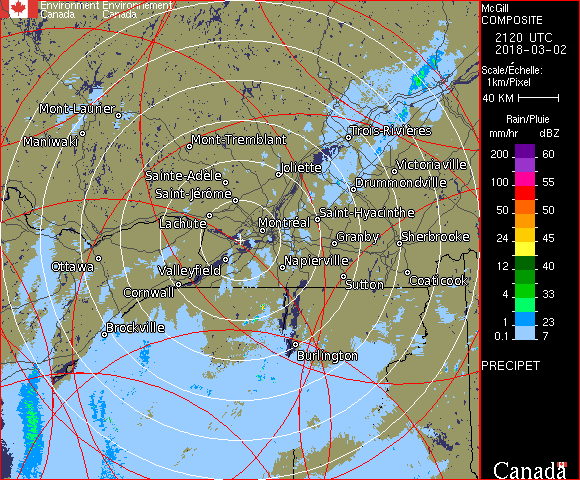 Environment Environnement
Canada Canada
McGill
COMPOSITE
2120 UTC
2018-03-02
Scale/Échelle:
1km/Pixel
40 KM
Rain/Pluie
mm/hr dBZ
200 60
100 55
50 50
24 45
12 40
4 33
1 23
0.1 7
PRECIPET
Canada
Mont-Laurier
Maniwaki
Mont-Tremblant
Trois-Rivières
Joliette
Victoriaville
Sainte-Adèle
Drummondville
Saint-Jérôme
Lachute
Montréal
Saint-Hyacinthe
Granby
Sherbrooke
Ottawa
Valleyfield
Napierville
Cornwall
Sutton
Coaticook
Brockville
Burlington